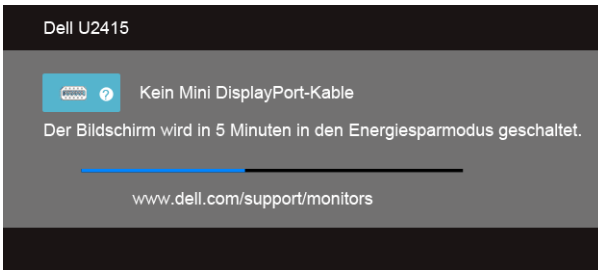 Dell U2415
Kein Mini DisplayPort-Kable
Der Bildschirm wird in 5 Minuten in den Energiesparmodus geschaltet.
www.dell.com/support/monitors